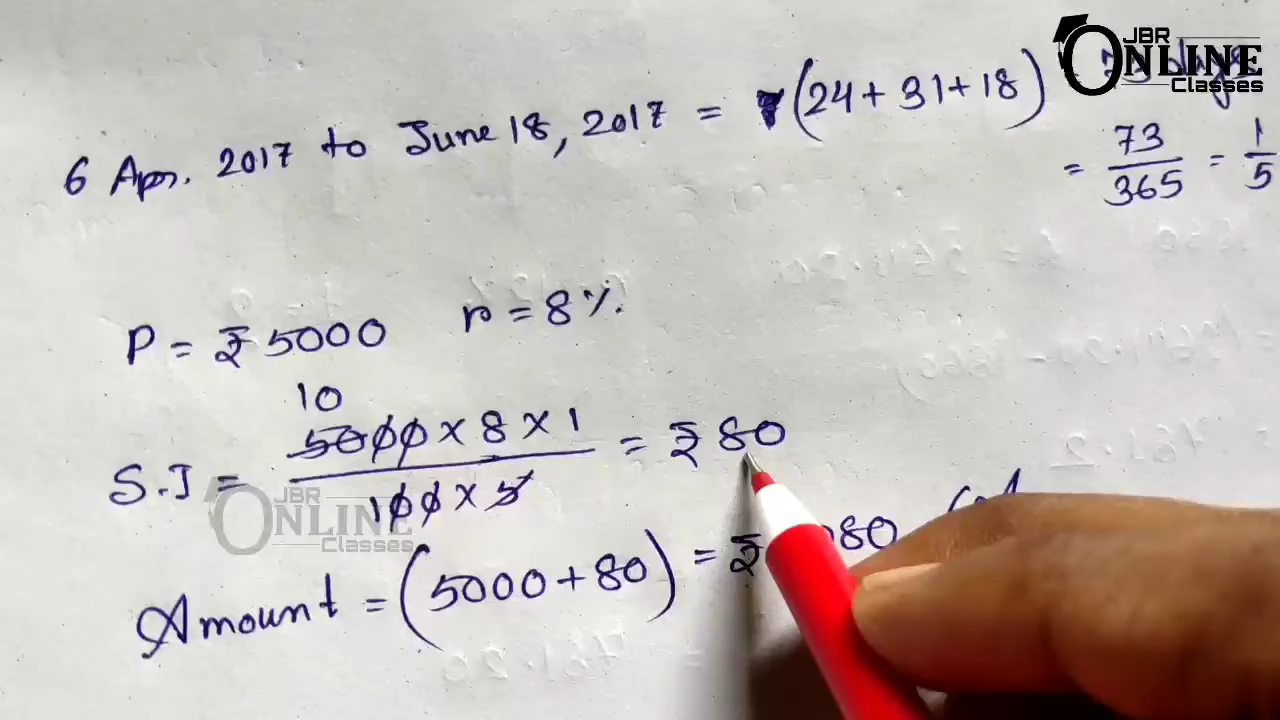 JBR
ONLINE
Classes
6 Apr. 2017 to June 18, 2017 = (24 + 31 + 18)
= 73/365 = 1/5
P = ₹ 5000 r = 8 %.
10
S.I = 5000 × 8 × 1 / 100 × 5 = ₹ 80
JBR
ONLINE
Classes
Amount = (5000 + 80) = ₹ 080